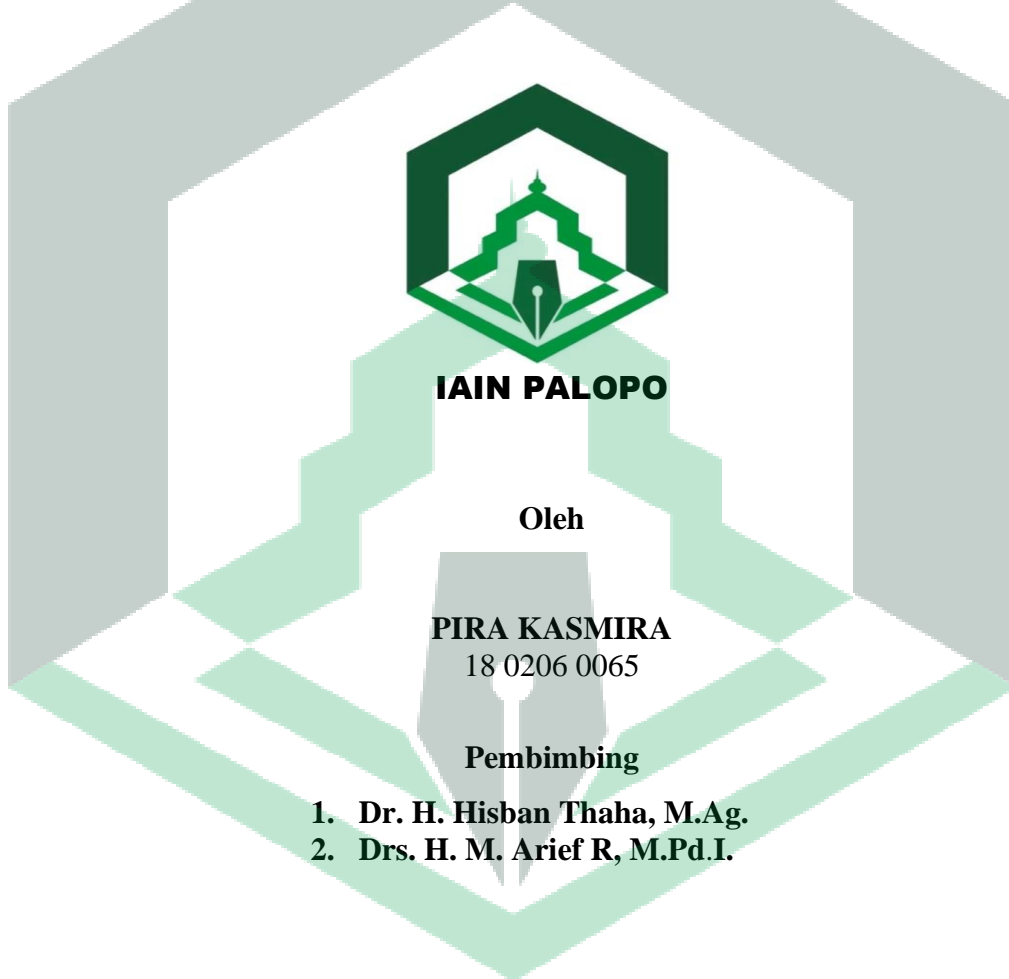 IAIN PALOPO
Oleh
PIRA KASMIRA
18 0206 0065
Pembimbing
1. Dr. H. Hisban Thaha, M.Ag.
2. Drs. H. M. Arief R, M.Pd.I.